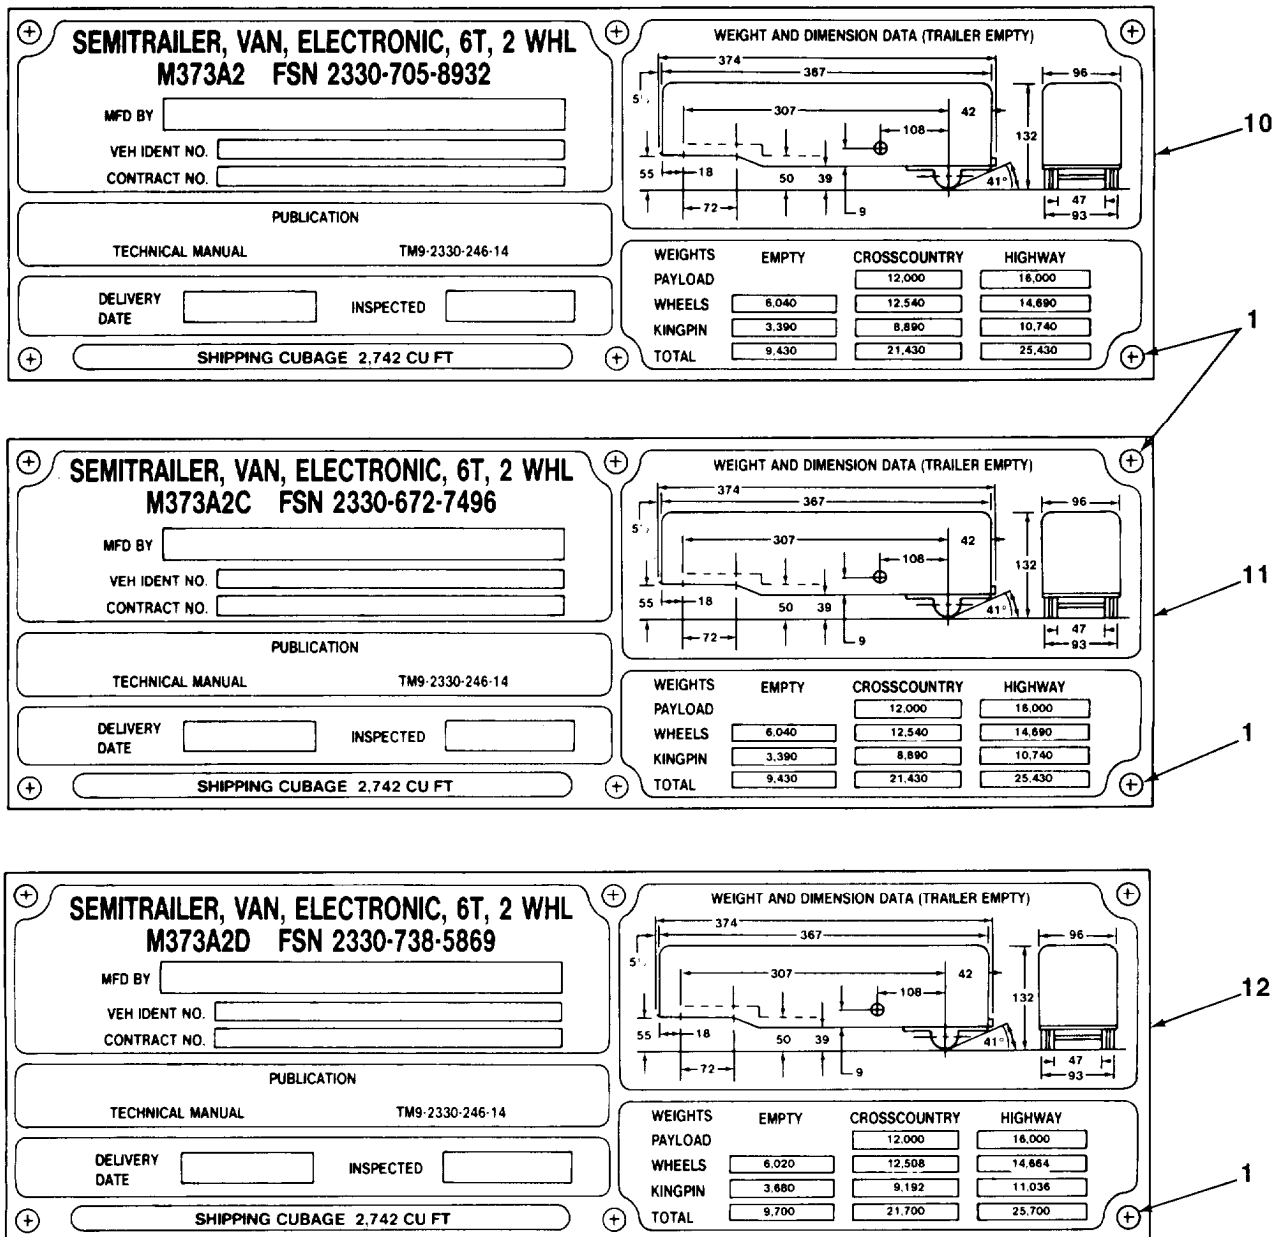 SEMITRAILER, VAN, ELECTRONIC, 6T, 2 WHL
M373A2 FSN 2330-705-8932
MFD BY
VEH IDENT NO.
CONTRACT NO.
PUBLICATION
TECHNICAL MANUAL TM9-2330-246-14
DELIVERY DATE INSPECTED
SHIPPING CUBAGE 2,742 CU FT
WEIGHT AND DIMENSION DATA (TRAILER EMPTY)
374
367 96
307 42
108 132
55 18 50 39 41°
72 9 47
93
WEIGHTS EMPTY CROSSCOUNTRY HIGHWAY
PAYLOAD 12,000 16,000
WHEELS 6,040 12,540 14,690
KINGPIN 3,390 8,890 10,740
TOTAL 9,430 21,430 25,430
10
1
SEMITRAILER, VAN, ELECTRONIC, 6T, 2 WHL
M373A2C FSN 2330-672-7496
MFD BY
VEH IDENT NO.
CONTRACT NO.
PUBLICATION
TECHNICAL MANUAL TM9-2330-246-14
DELIVERY DATE INSPECTED
SHIPPING CUBAGE 2,742 CU FT
WEIGHT AND DIMENSION DATA (TRAILER EMPTY)
374
367 96
307 42
108 132
55 18 50 39 41°
72 9 47
93
WEIGHTS EMPTY CROSSCOUNTRY HIGHWAY
PAYLOAD 12,000 16,000
WHEELS 6,040 12,540 14,690
KINGPIN 3,390 8,890 10,740
TOTAL 9,430 21,430 25,430
11
1
SEMITRAILER, VAN, ELECTRONIC, 6T, 2 WHL
M373A2D FSN 2330-738-5869
MFD BY
VEH IDENT NO.
CONTRACT NO.
PUBLICATION
TECHNICAL MANUAL TM9-2330-246-14
DELIVERY DATE INSPECTED
SHIPPING CUBAGE 2,742 CU FT
WEIGHT AND DIMENSION DATA (TRAILER EMPTY)
374
367 96
307 42
108 132
55 18 50 39 41°
72 9 47
93
WEIGHTS EMPTY CROSSCOUNTRY HIGHWAY
PAYLOAD 12,000 16,000
WHEELS 6,020 12,508 14,664
KINGPIN 3,680 9,192 11,036
TOTAL 9,700 21,700 25,700
12
1